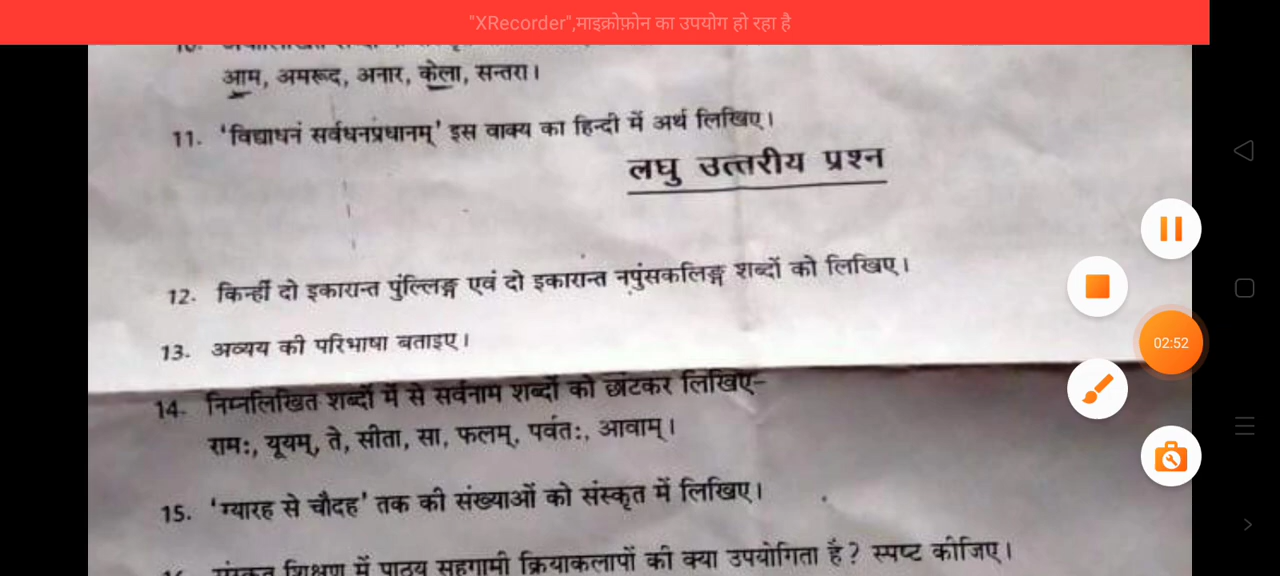 "XRecorder",माइक्रोफ़ोन का उपयोग हो रहा है
आम, अमरूद, अनार, केला, सन्तरा।
11. 'विद्याधनं सर्वधनप्रधानम्' इस वाक्य का हिन्दी में अर्थ लिखिए।
लघु उत्तरीय प्रश्न
12. किन्हीं दो इकारान्त पुंल्लिङ्ग एवं दो इकारान्त नपुंसकलिङ्ग शब्दों को लिखिए।
13. अव्यय की परिभाषा बताइए।
14. निम्नलिखित शब्दों में से सर्वनाम शब्दों को छांटकर लिखिए-
रामः, यूयम्, ते, सीता, सा, फलम्, पर्वतः, आवाम्।
15. 'ग्यारह से चौदह' तक की संख्याओं को संस्कृत में लिखिए।
संस्कृत शिक्षण में पाठ्य सहगामी क्रियाकलापों की क्या उपयोगिता है? स्पष्ट कीजिए।
02:52